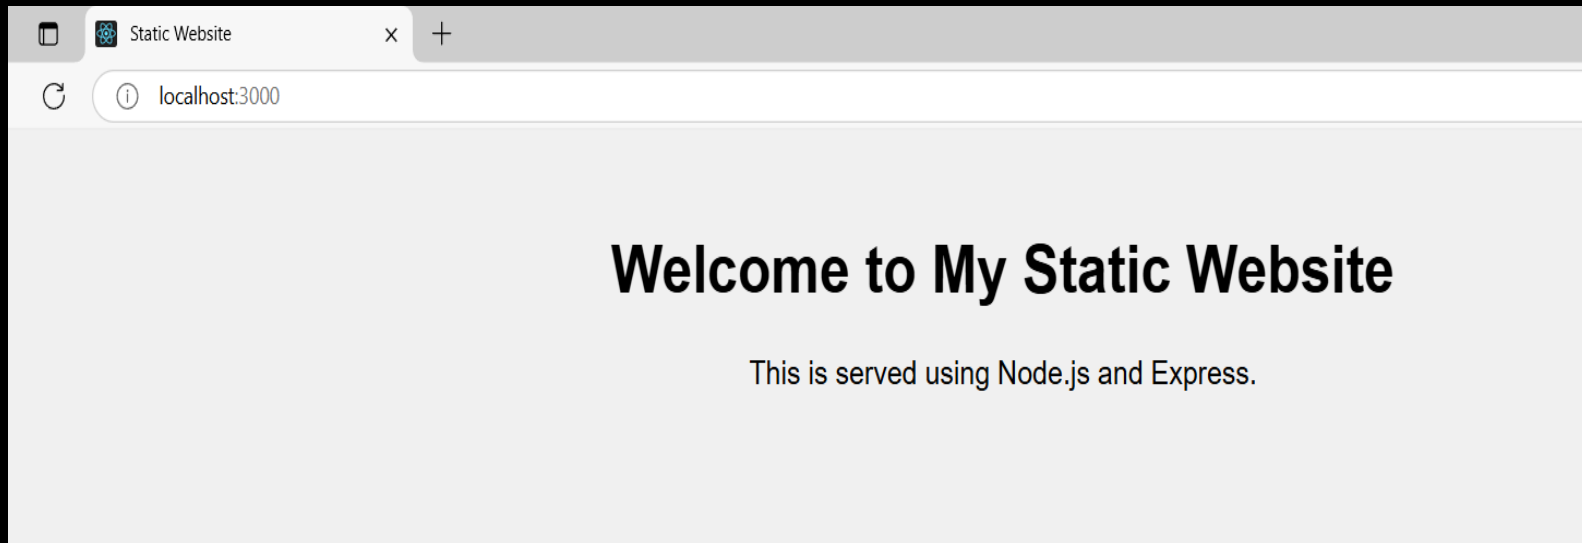 Static Website
localhost:3000
Welcome to My Static Website
This is served using Node.js and Express.